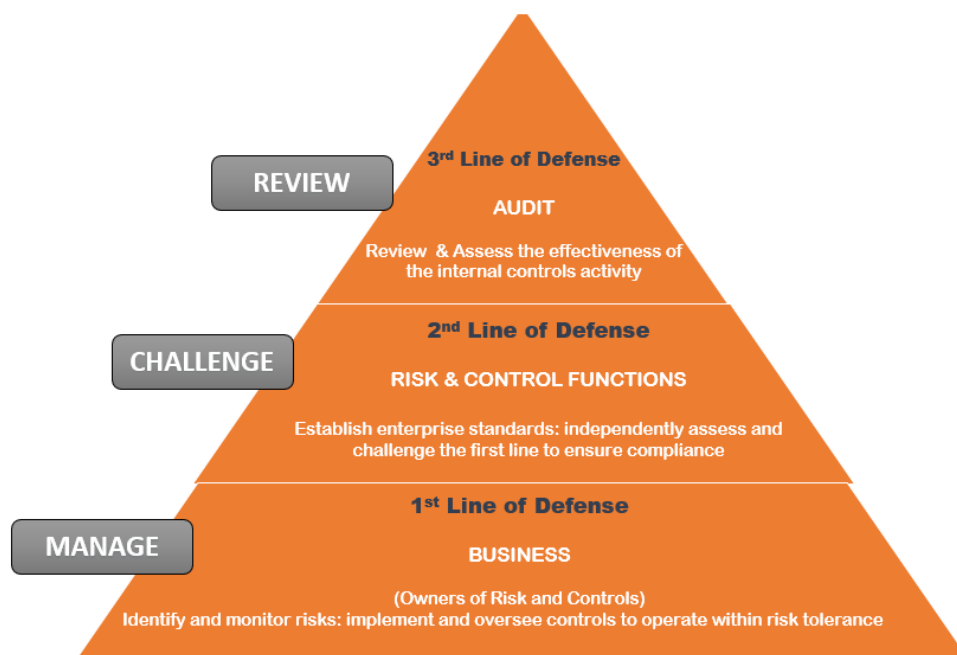 3rd Line of Defense
REVIEW
AUDIT
Review & Assess the effectiveness of
the internal controls activity
2nd Line of Defense
CHALLENGE
RISK & CONTROL FUNCTIONS
Establish enterprise standards: independently assess and
challenge the first line to ensure compliance
1st Line of Defense
MANAGE
BUSINESS
(Owners of Risk and Controls)
Identify and monitor risks: implement and oversee controls to operate within risk tolerance